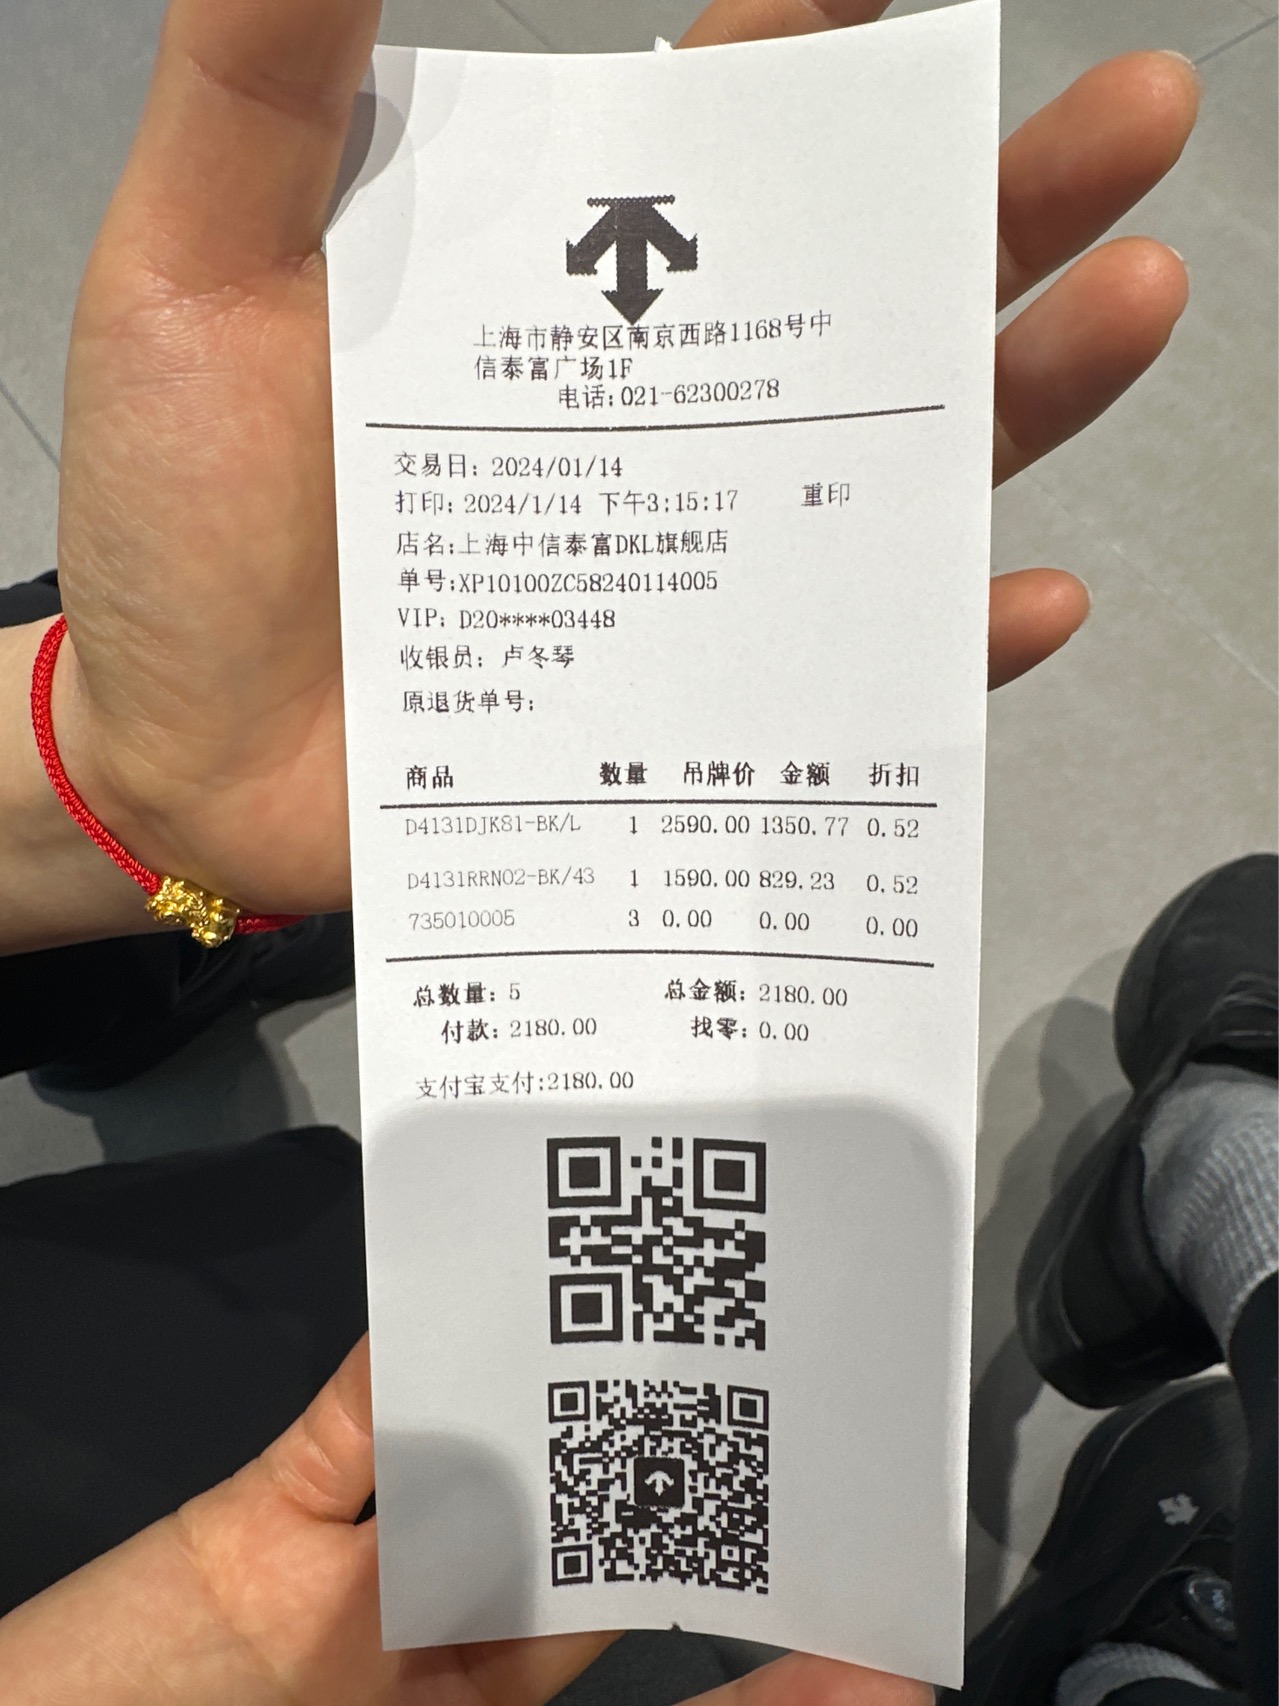 上海市静安区南京西路1168号中
信泰富广场1F
电话:021-62300278
交易日: 2024/01/14
打印: 2024/1/14 下午3:15:17 重印
店名:上海中信泰富DKL旗舰店
单号:XP10100ZC58240114005
VIP: D20****03448
收银员: 卢冬琴
原退货单号:
商品 数量 吊牌价 金额 折扣
D4131DJK81-BK/L 1 2590.00 1350.77 0.52
D4131RRN02-BK/43 1 1590.00 829.23 0.52
735010005 3 0.00 0.00 0.00
总数量: 5 总金额: 2180.00
付款: 2180.00 找零: 0.00
支付宝支付:2180.00